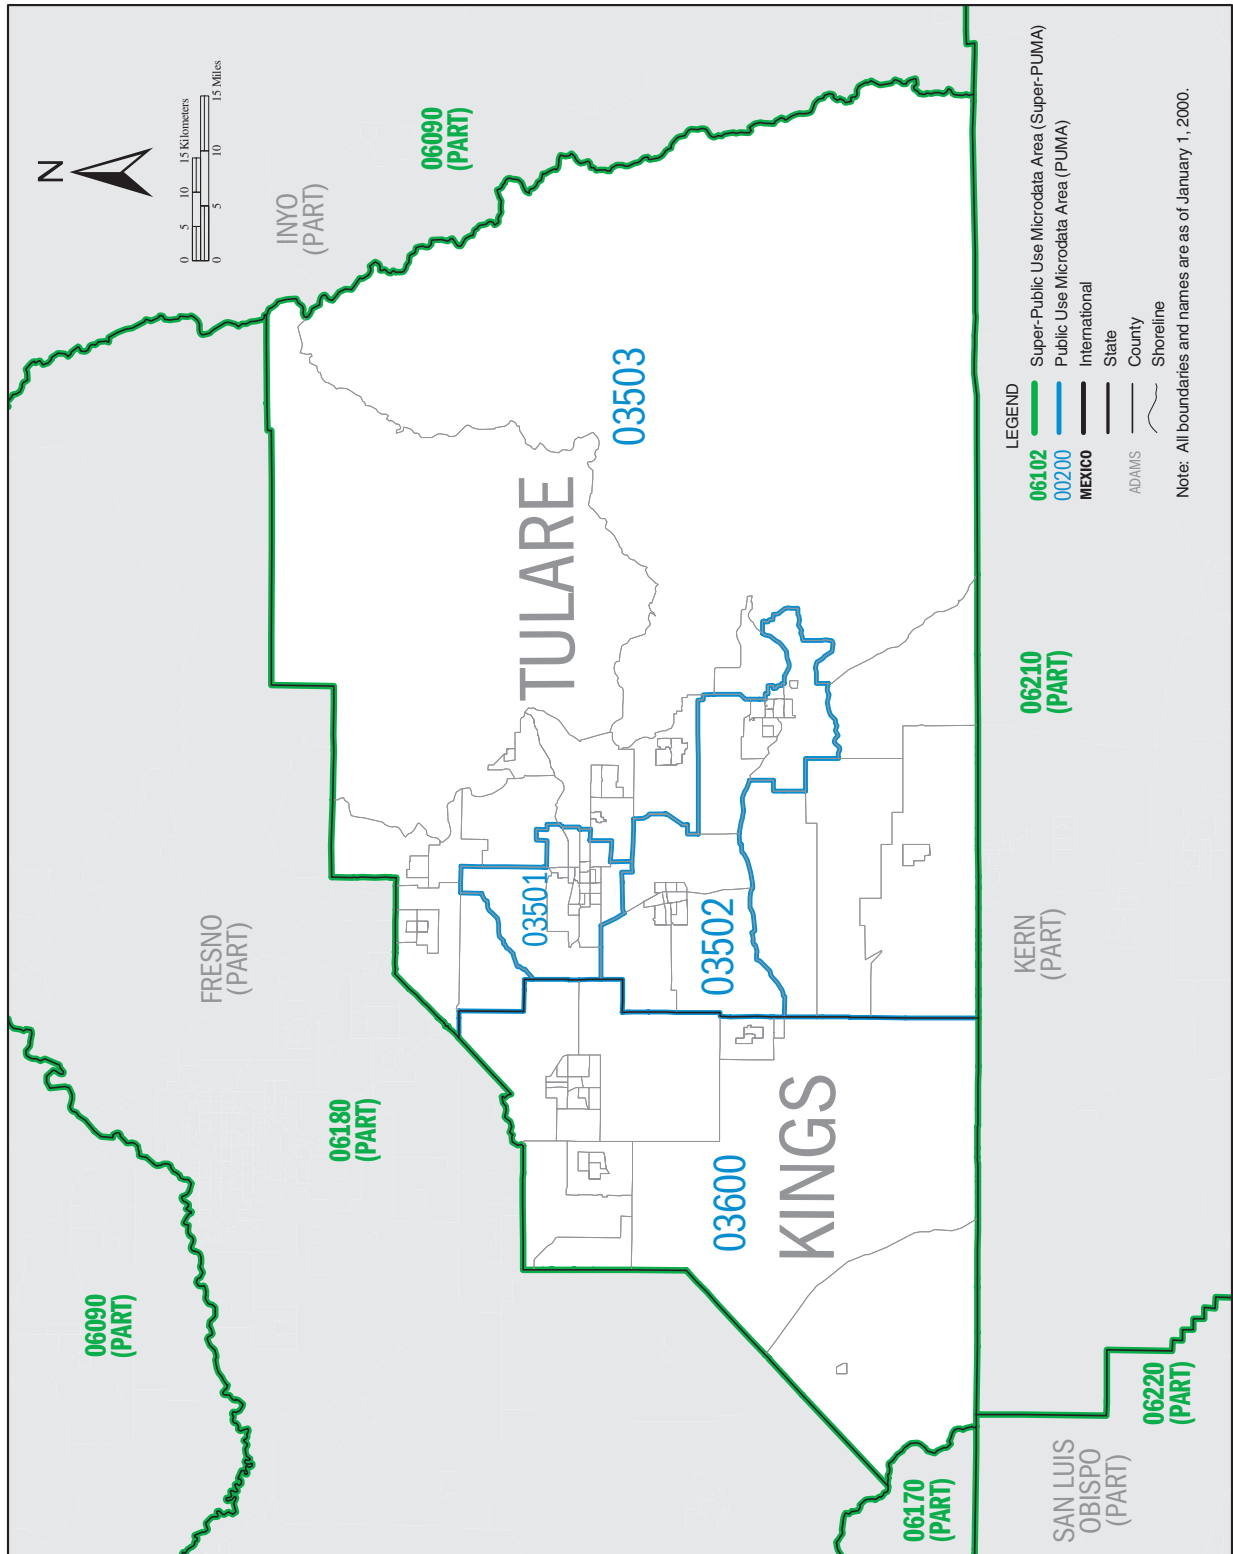 N
0 5 10 15 Kilometers
0 5 10 15 Miles
06090
(PART)
INYO
(PART)
FRESNO
(PART)
06180
(PART)
06090
(PART)
TULARE
03503
03501
03502
03600
KINGS
06170
(PART)
SAN LUIS
OBISPO
(PART)
06220
(PART)
KERN
(PART)
06210
(PART)
LEGEND
06102 Super-Public Use Microdata Area (Super-PUMA)
00200 Public Use Microdata Area (PUMA)
MEXICO International
State
ADAMS County
Shoreline
Note: All boundaries and names are as of January 1, 2000.